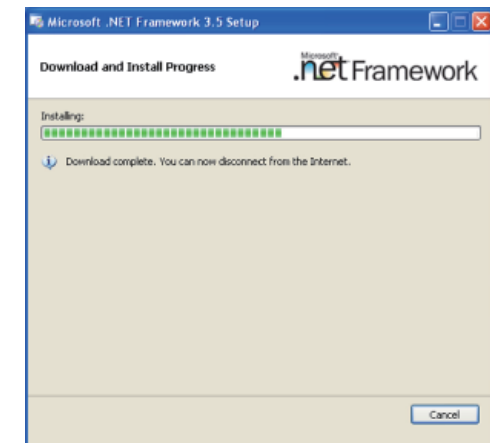 Microsoft .NET Framework 3.5 Setup
Download and Install Progress
Microsoft
.net Framework
Installing:
Download complete. You can now disconnect from the Internet.
Cancel